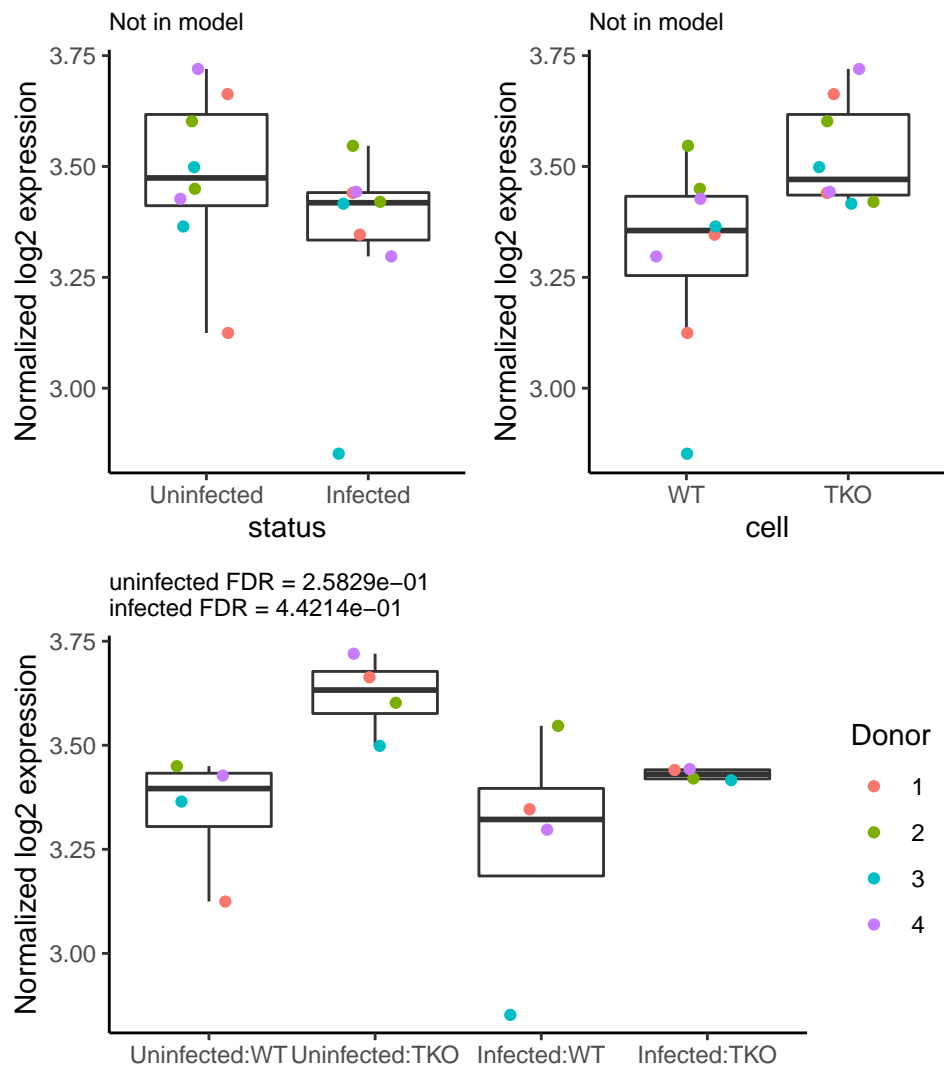 Not in model
Normalized log2 expression
3.75
3.50
3.25
3.00
Uninfected Infected
status
Not in model
Normalized log2 expression
3.75
3.50
3.25
3.00
WT TKO
cell
uninfected FDR = 2.5829e−01
infected FDR = 4.4214e−01
Normalized log2 expression
3.75
3.50
3.25
3.00
Uninfected:WT Uninfected:TKO Infected:WT Infected:TKO
Donor
1
2
3
4